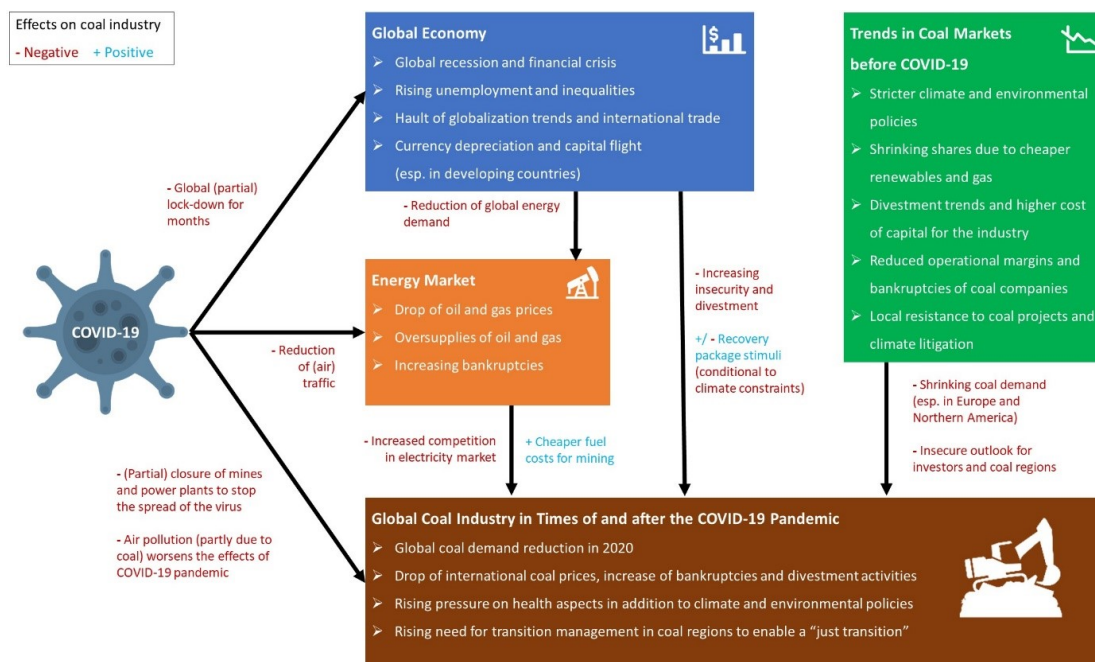 Effects on coal industry
- Negative + Positive
Global Economy
➢ Global recession and financial crisis
➢ Rising unemployment and inequalities
➢ Hault of globalization trends and international trade
➢ Currency depreciation and capital flight
(esp. in developing countries)
Trends in Coal Markets
before COVID-19
➢ Stricter climate and environmental
policies
➢ Shrinking shares due to cheaper
renewables and gas
➢ Divestment trends and higher cost
of capital for the industry
➢ Reduced operational margins and
bankruptcies of coal companies
➢ Local resistance to coal projects and
climate litigation
- Global (partial)
lock-down for
months
- Reduction of global energy
demand
COVID-19
- Reduction
of (air)
traffic
Energy Market
➢ Drop of oil and gas prices
➢ Oversupplies of oil and gas
➢ Increasing bankruptcies
- Increasing
insecurity and
divestment
+/ - Recovery
package stimuli
(conditional to
climate constraints)
- Shrinking coal demand
(esp. in Europe and
Northern America)
- Insecure outlook for
investors and coal regions
- Increased competition
in electricity market
+ Cheaper fuel
costs for mining
- (Partial) closure of mines
and power plants to stop
the spread of the virus
- Air pollution (partly due to
coal) worsens the effects of
COVID-19 pandemic
Global Coal Industry in Times of and after the COVID-19 Pandemic
➢ Global coal demand reduction in 2020
➢ Drop of international coal prices, increase of bankruptcies and divestment activities
➢ Rising pressure on health aspects in addition to climate and environmental policies
➢ Rising need for transition management in coal regions to enable a “just transition”